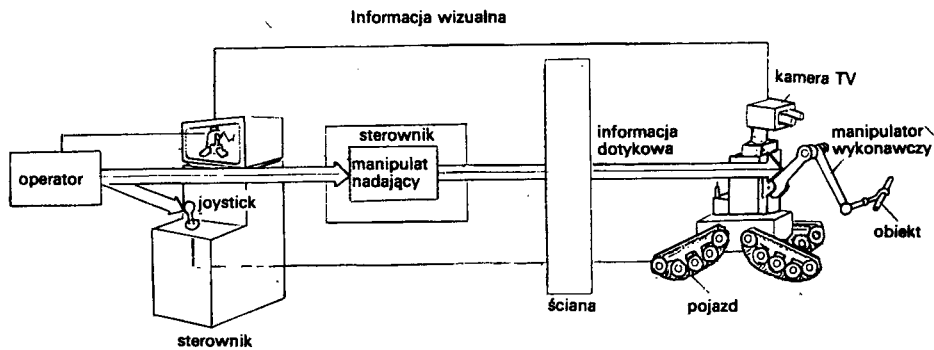 Informacja wizualna
kamera TV
sterownik
informacja
dotykowa
manipulator
wykonawczy
operator
manipulat
nadający
joystick
obiekt
ściana
pojazd
sterownik